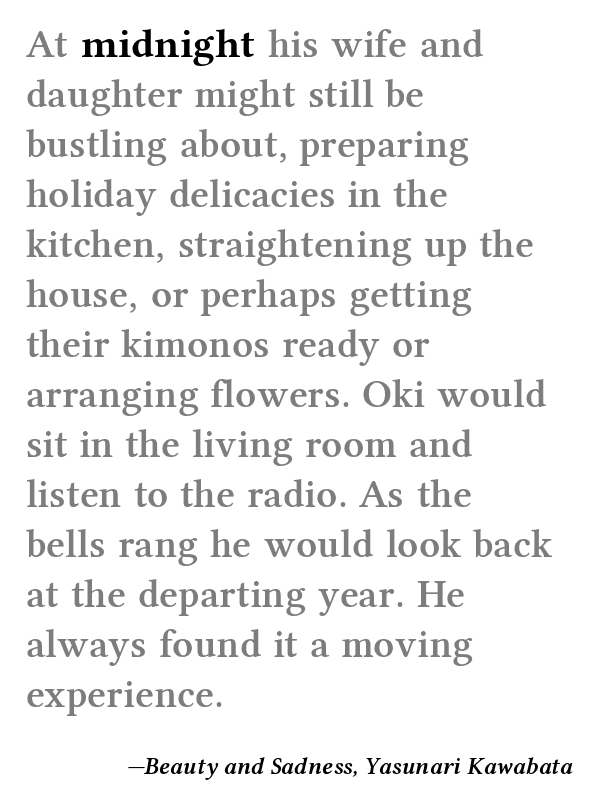 At midnight his wife and
daughter might still be
bustling about, preparing
holiday delicacies in the
kitchen, straightening up the
house, or perhaps getting
their kimonos ready or
arranging flowers. Oki would
sit in the living room and
listen to the radio. As the
bells rang he would look back
at the departing year. He
always found it a moving
experience.
—Beauty and Sadness, Yasunari Kawabata